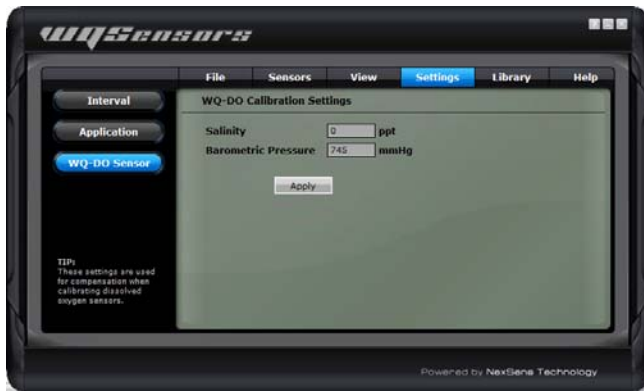 WQSensors
File Sensors View Settings Library Help
Interval
Application
WQ-DO Sensor
WQ-DO Calibration Settings
Salinity 0 ppt
Barometric Pressure 745 mmHg
Apply
TIP:
These settings are used
for compensation when
calibrating dissolved
oxygen sensors.
Powered by NexSens Technology